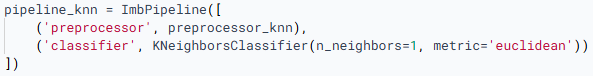 pipeline_knn = ImbPipeline([
    ('preprocessor', preprocessor_knn),
    ('classifier', KNeighborsClassifier(n_neighbors=1, metric='euclidean'))
])